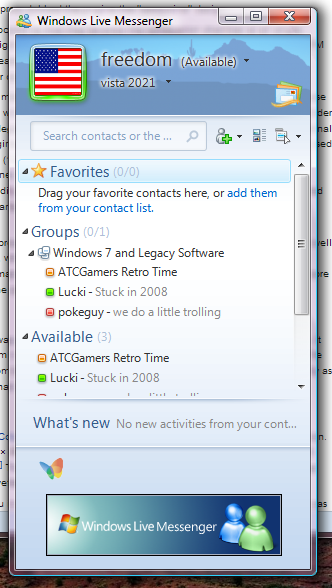 Windows Live Messenger
freedom (Available)
vista 2021
Search contacts or the ...
Favorites (0/0)
Drag your favorite contacts here, or add them
from your contact list.
Groups (0/1)
Windows 7 and Legacy Software
ATCGamers Retro Time
Lucki - Stuck in 2008
pokeguy - we do a little trolling
Available (3)
ATCGamers Retro Time
Lucki - Stuck in 2008
What's new No new activities from your cont...
Windows Live Messenger